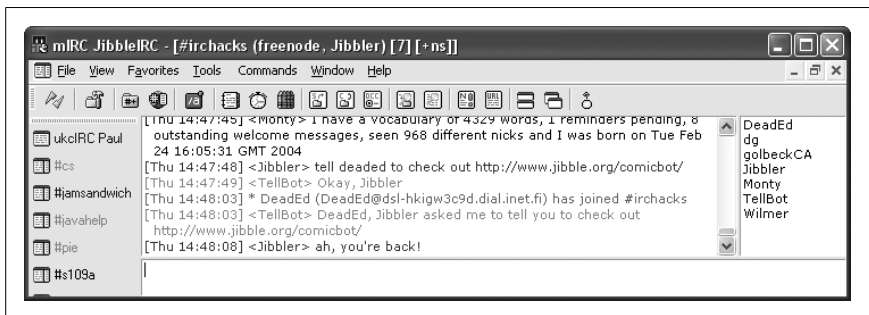 mIRC JibbleIRC - [#irchacks (freenode, Jibbler) [7] [+ns]]
File View Favorites Tools Commands Window Help
ukcIRC Paul
#cs
#jamsandwich
#javahelp
#pie
#s109a
[Thu 14:47:45] <Monty> I have a vocabulary of 4329 words, 1 reminders pending, 8
outstanding welcome messages, seen 968 different nicks and I was born on Tue Feb
24 16:05:31 GMT 2004
[Thu 14:47:48] <Jibbler> tell deaded to check out http://www.jibble.org/comicbot/
[Thu 14:47:49] <TellBot> Okay, Jibbler
[Thu 14:48:03] * DeadEd (DeadEd@dsl-hkigw3c9d.dial.inet.fi) has joined #irchacks
[Thu 14:48:03] <TellBot> DeadEd, Jibbler asked me to tell you to check out
http://www.jibble.org/comicbot/
[Thu 14:48:08] <Jibbler> ah, you're back!
DeadEd
dg
golbeckCA
Jibbler
Monty
TellBot
Wilmer